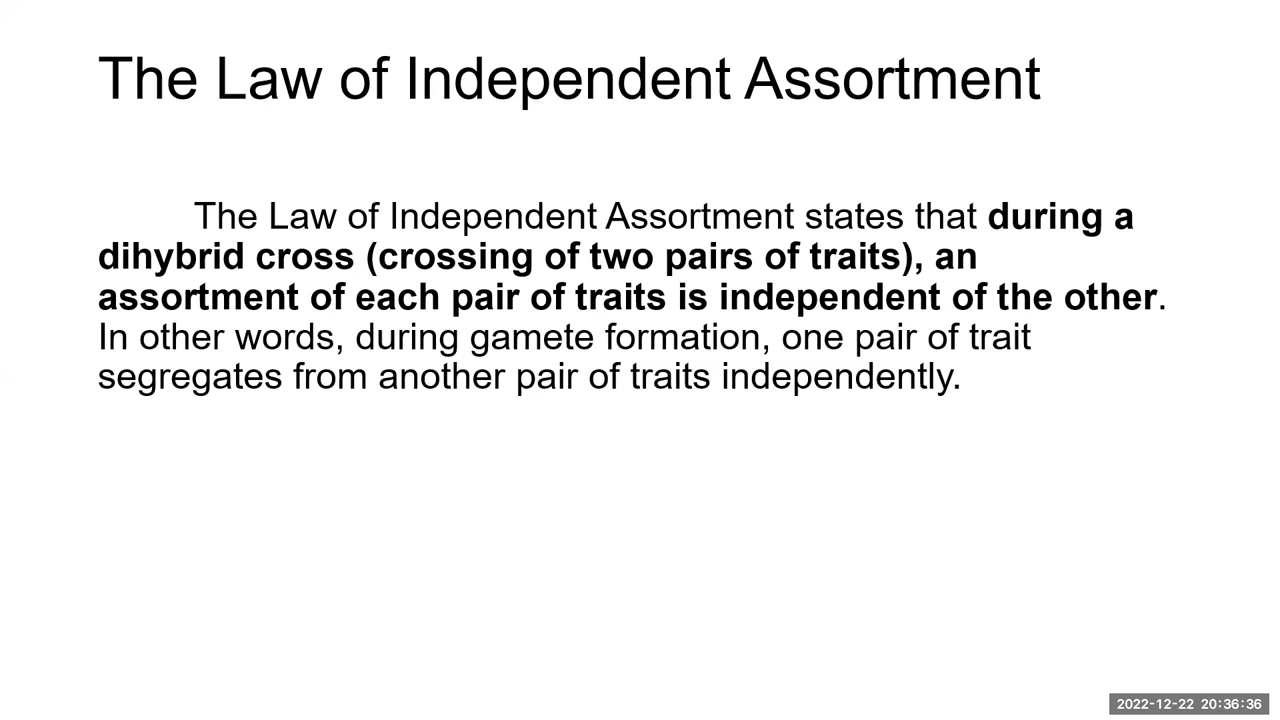 The Law of Independent Assortment
The Law of Independent Assortment states that during a
dihybrid cross (crossing of two pairs of traits), an
assortment of each pair of traits is independent of the other.
In other words, during gamete formation, one pair of trait
segregates from another pair of traits independently.
2022-12-22 20:36:36